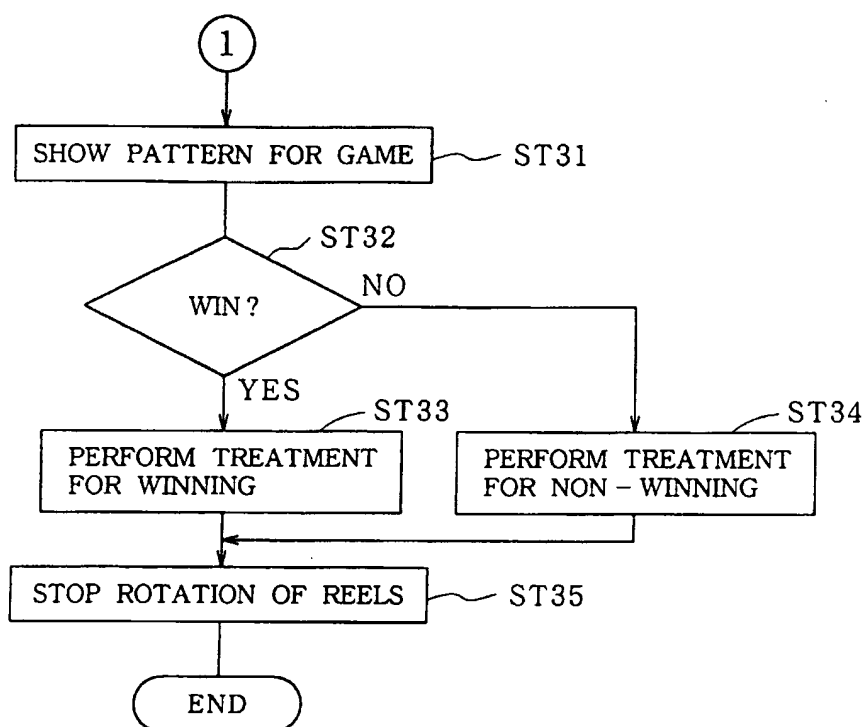 1
SHOW PATTERN FOR GAME
ST31
ST32
WIN?
NO
YES
ST33
ST34
PERFORM TREATMENT
FOR WINNING
PERFORM TREATMENT
FOR NON-WINNING
STOP ROTATION OF REELS
ST35
END